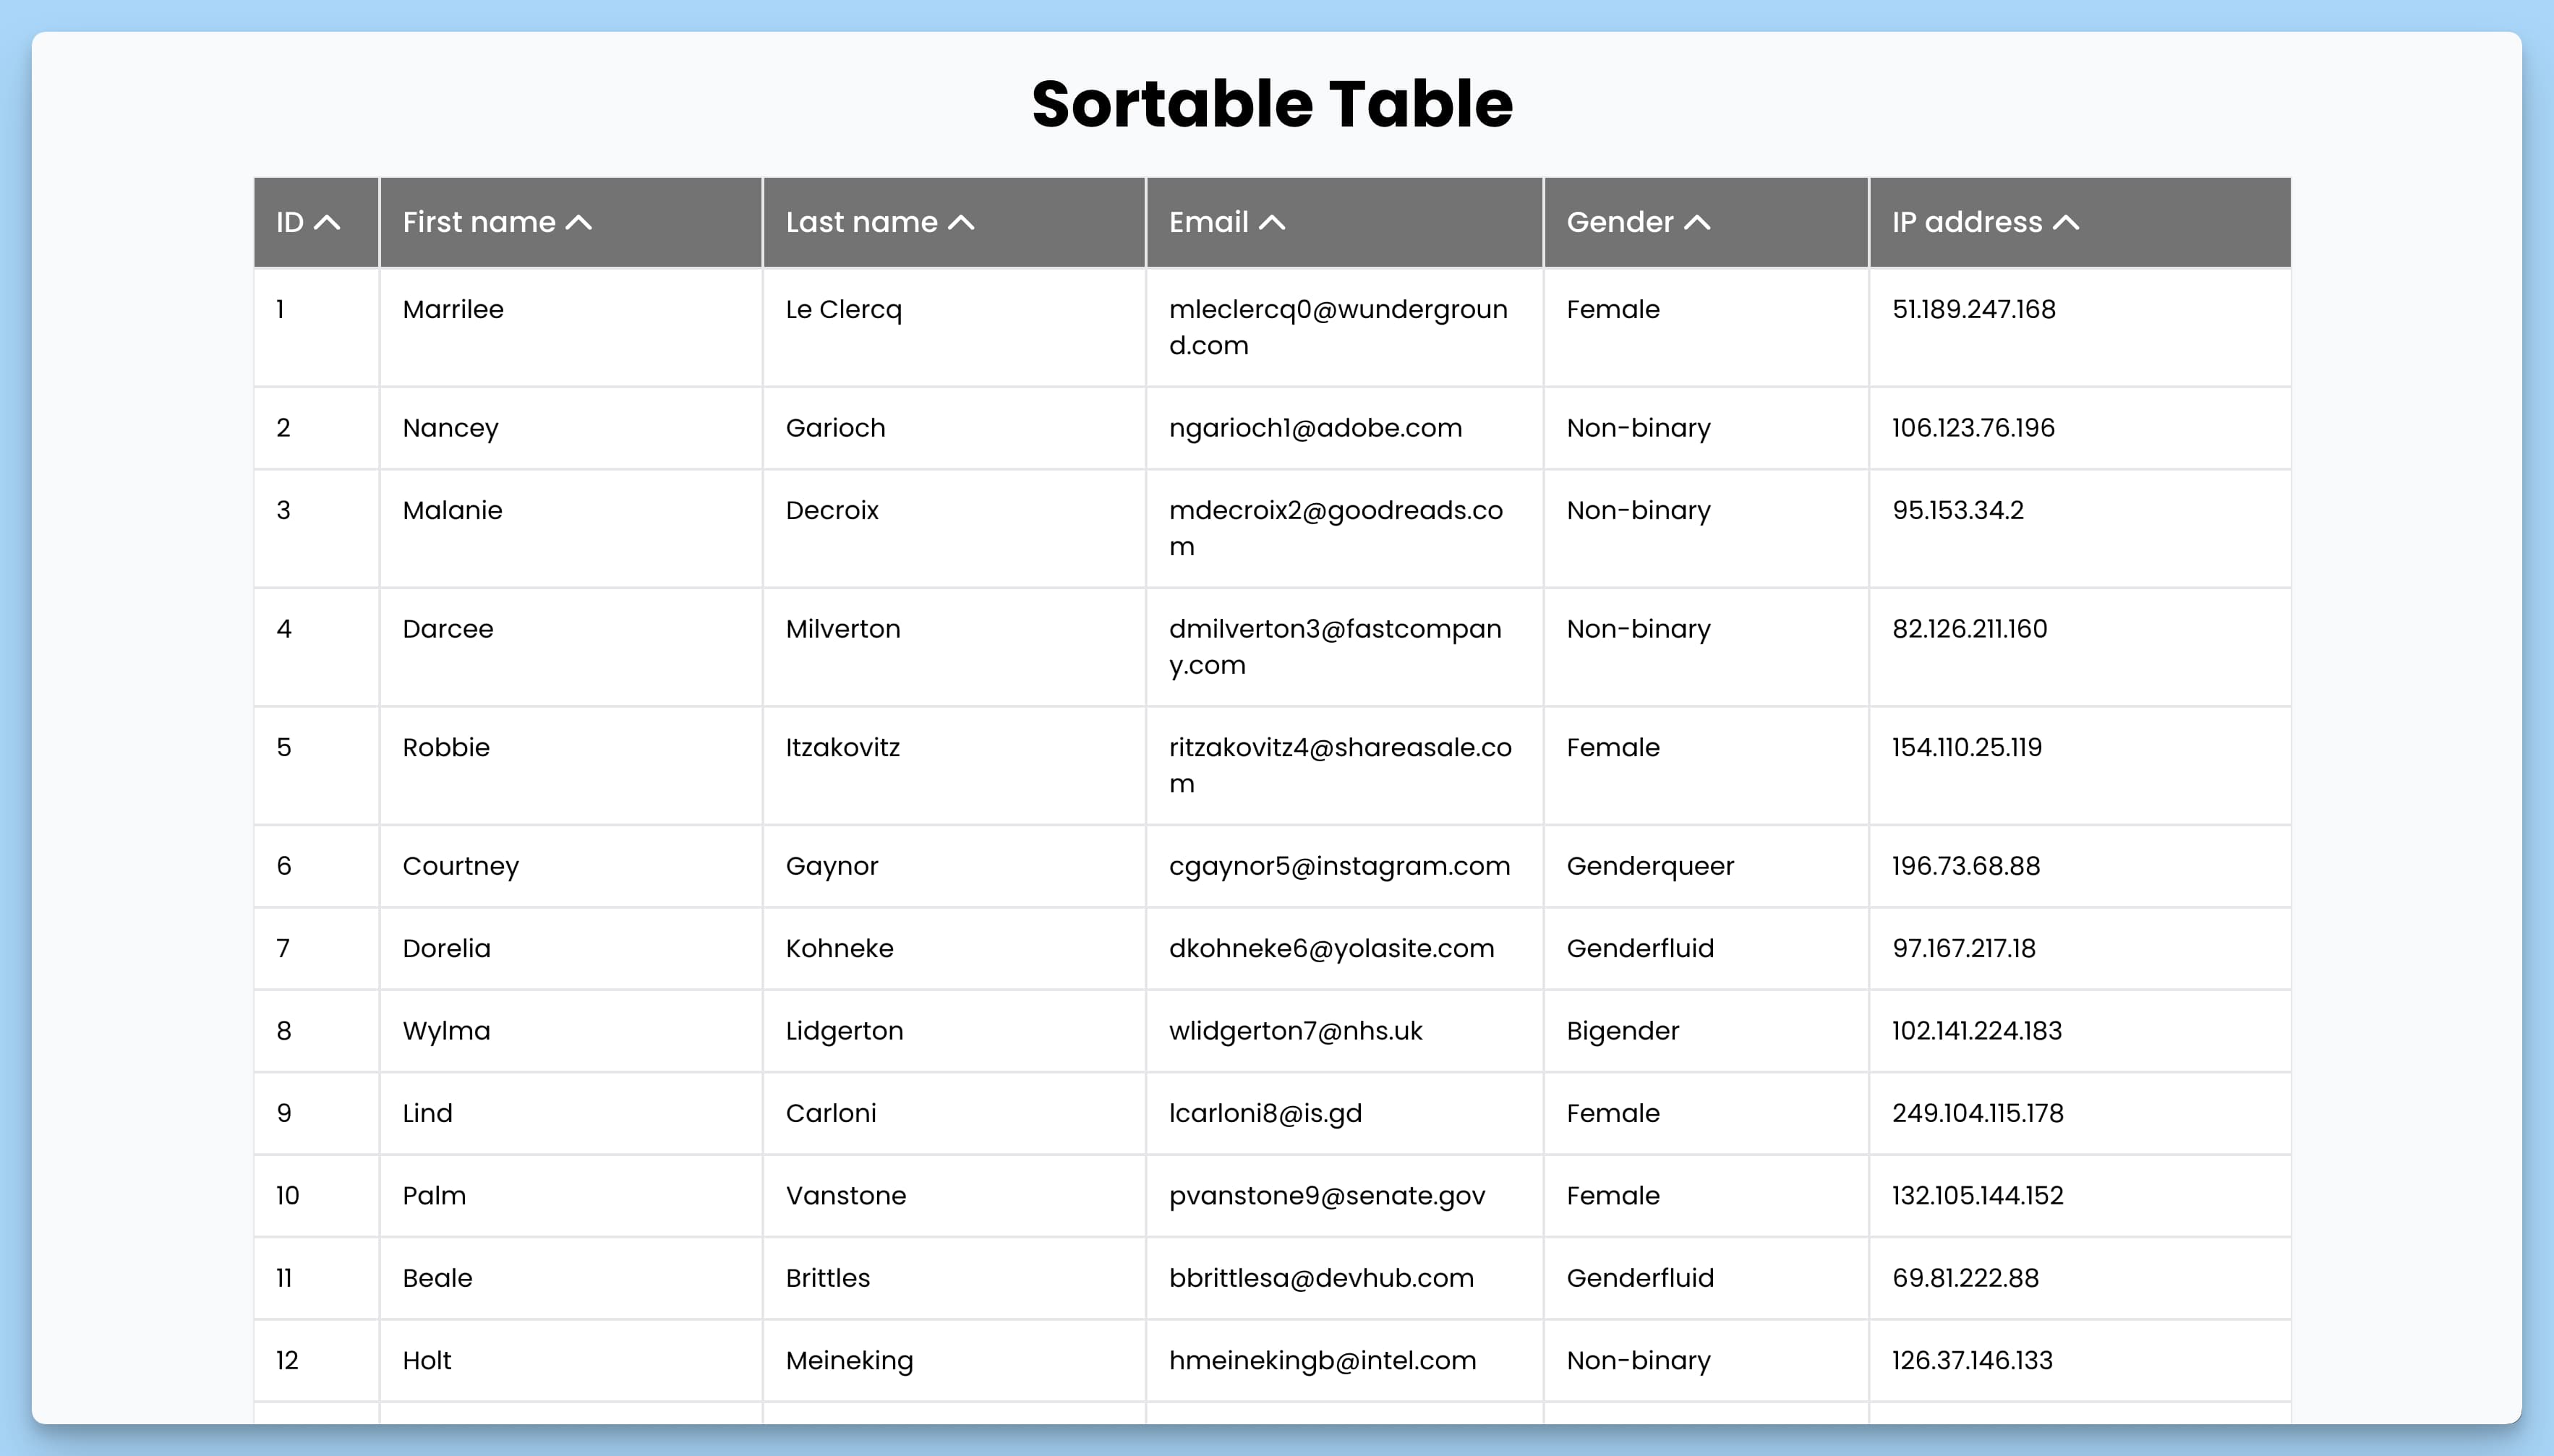 Sortable Table
ID First name Last name Email Gender IP address
1 Marrilee Le Clercq mleclercq0@wundergroun Female 51.189.247.168
d.com
2 Nancey Garioch ngarioch1@adobe.com Non-binary 106.123.76.196
3 Malanie Decroix mdecroix2@goodreads.co Non-binary 95.153.34.2
m
4 Darcee Milverton dmilverton3@fastcompan Non-binary 82.126.211.160
y.com
5 Robbie Itzakovitz ritzakovitz4@shareasale.co Female 154.110.25.119
m
6 Courtney Gaynor cgaynor5@instagram.com Genderqueer 196.73.68.88
7 Dorelia Kohneke dkohneke6@yolasite.com Genderfluid 97.167.217.18
8 Wylma Lidgerton wlidgerton7@nhs.uk Bigender 102.141.224.183
9 Lind Carloni lcarloni8@is.gd Female 249.104.115.178
10 Palm Vanstone pvanstone9@senate.gov Female 132.105.144.152
11 Beale Brittles bbrittlesa@devhub.com Genderfluid 69.81.222.88
12 Holt Meineking hmeinekingb@intel.com Non-binary 126.37.146.133